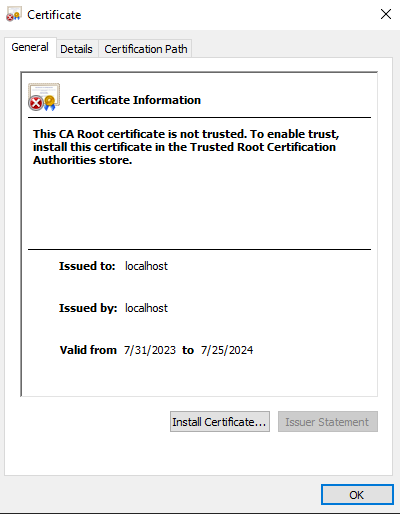 Certificate
General Details Certification Path
Certificate Information
This CA Root certificate is not trusted. To enable trust,
install this certificate in the Trusted Root Certification
Authorities store.
Issued to: localhost
Issued by: localhost
Valid from 7/31/2023 to 7/25/2024
Install Certificate... Issuer Statement
OK